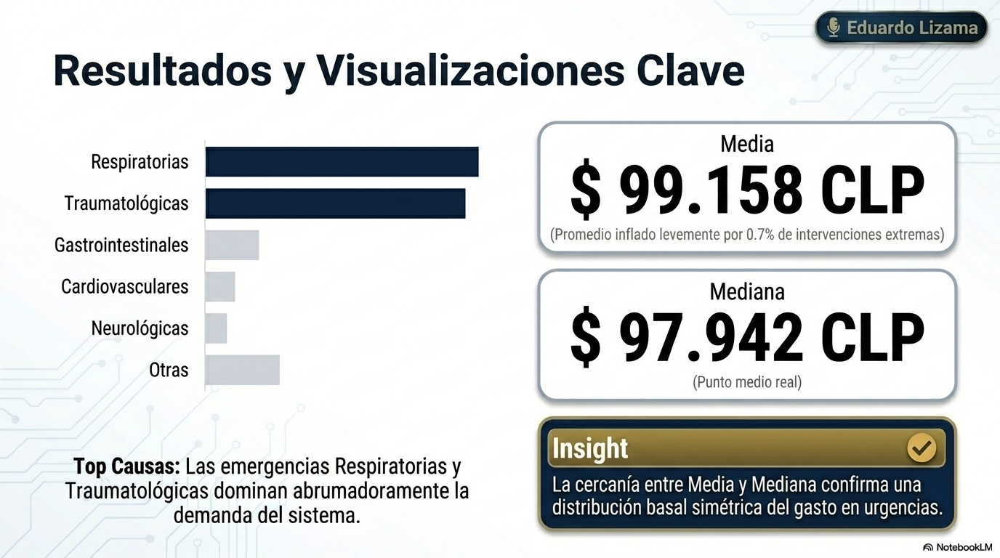 Eduardo Lizama
Resultados y Visualizaciones Clave
Respiratorias
Traumatológicas
Gastrointestinales
Cardiovasculares
Neurológicas
Otras
Top Causas: Las emergencias Respiratorias y
Traumatológicas dominan abrumadoramente la
demanda del sistema.
Media
$ 99.158 CLP
(Promedio inflado levemente por 0.7% de intervenciones extremas)
Mediana
$ 97.942 CLP
(Punto medio real)
Insight
La cercanía entre Media y Mediana confirma una
distribución basal simétrica del gasto en urgencias.
NotebookLM